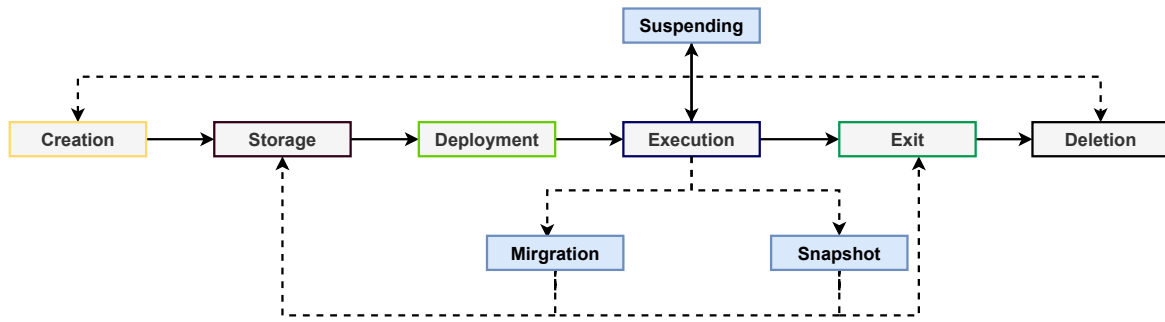 Suspending
Creation
Storage
Deployment
Execution
Exit
Deletion
Mirgration
Snapshot